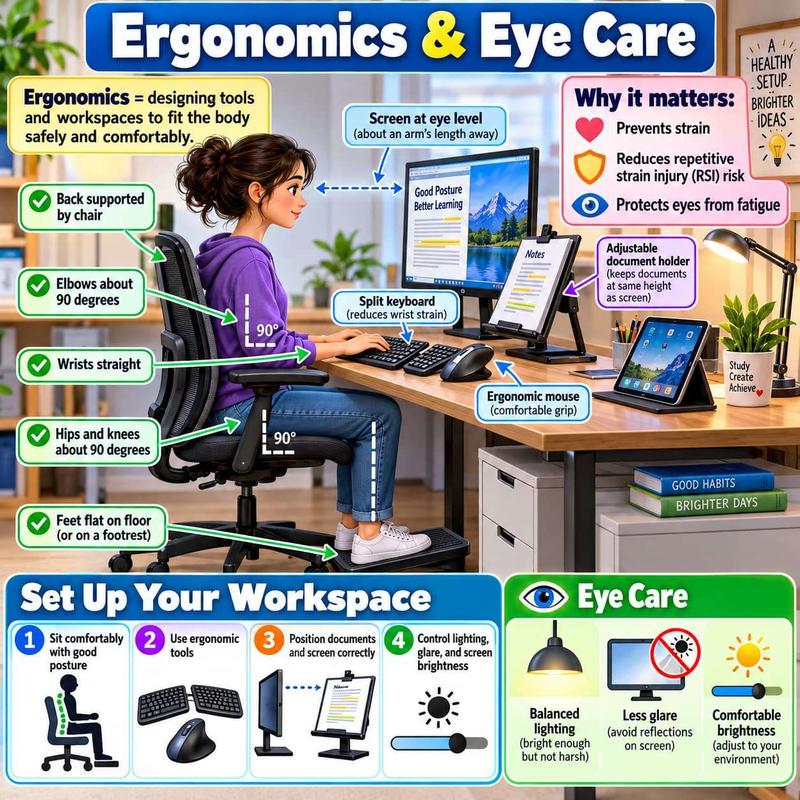 Ergonomics & Eye Care
Ergonomics = designing tools
and workspaces to fit the body
safely and comfortably.
Screen at eye level
(about an arm's length away)
Why it matters:
Prevents strain
Reduces repetitive
strain injury (RSI) risk
Protects eyes from fatigue
A
HEALTHY
SETUP
BRIGHTER
IDEAS -
Back supported
by chair
Elbows about
90 degrees
Wrists straight
Hips and knees
about 90 degrees
Feet flat on floor
(or on a footrest)
90°
90°
Good Posture
Better Learning
Notes
Split keyboard
(reduces wrist strain)
Adjustable
document holder
(keeps documents
at same height
as screen)
Ergonomic mouse
(comfortable grip)
Study
Create
Achieve
GOOD HABITS
BRIGHTER DAYS
Set Up Your Workspace
1 Sit comfortably
with good
posture
2 Use ergonomic
tools
3 Position documents
and screen correctly
4 Control lighting,
glare, and screen
brightness
Eye Care
Balanced
lighting
(bright enough
but not harsh)
Less glare
(avoid reflections
on screen)
Comfortable
brightness
(adjust to your
environment)